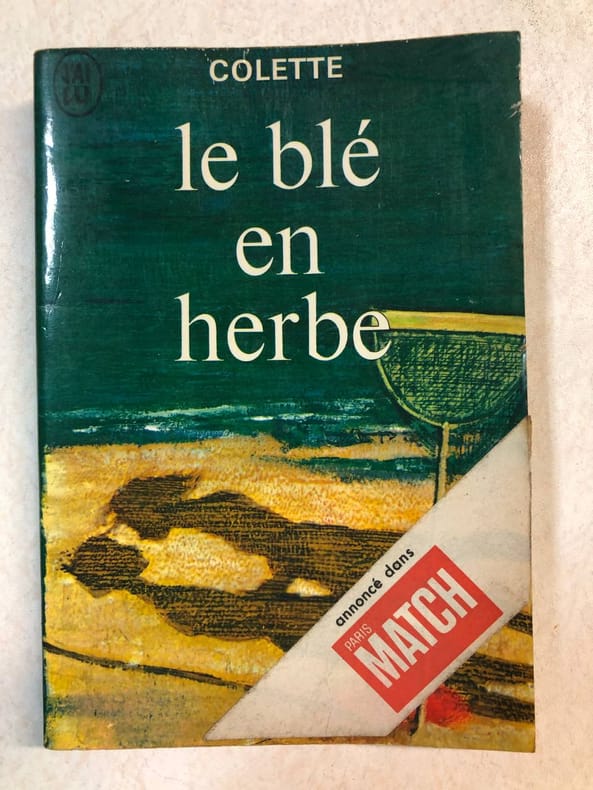 J'AI
LU
COLETTE
le blé
en
herbe
annoncé dans
PARIS
MATCH